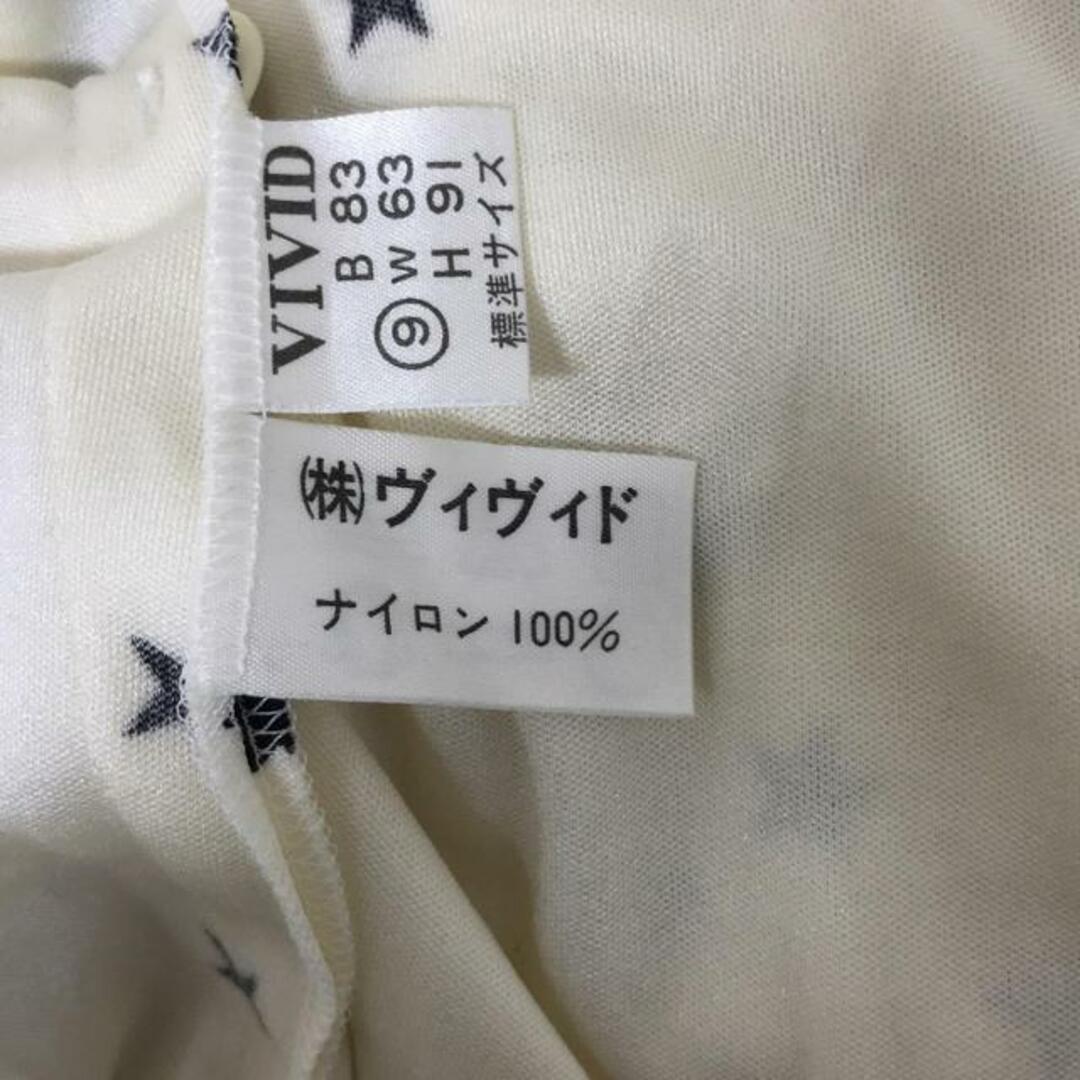 VIVID
B 83
⑨ W 63
H 91
標準サイズ
㈱ヴィヴィド
ナイロン 100%